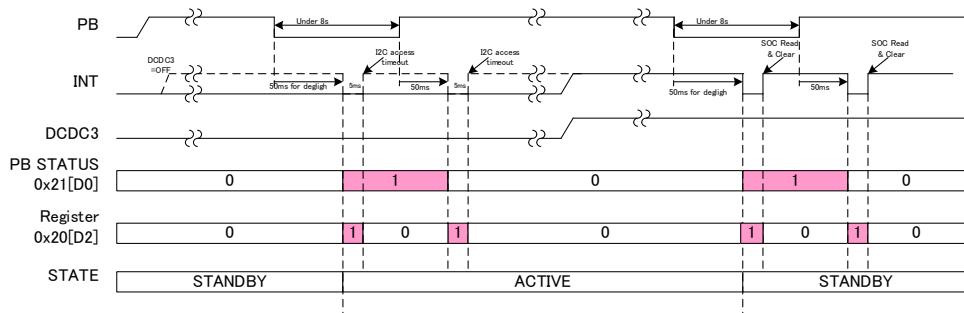 PB
Under 8s
Under 8s
I2C access
timeout
I2C access
timeout
SOC Read
& Clear
SOC Read
& Clear
DCDC3
=OFF
INT
50ms for degligh
5ms
50ms
5ms
50ms for degligh
50ms
DCDC3
PB STATUS
0x21[D0]
0
1
0
1
0
Register
0x20[D2]
0
1
0
1
0
1
0
1
0
STATE
STANDBY
ACTIVE
STANDBY